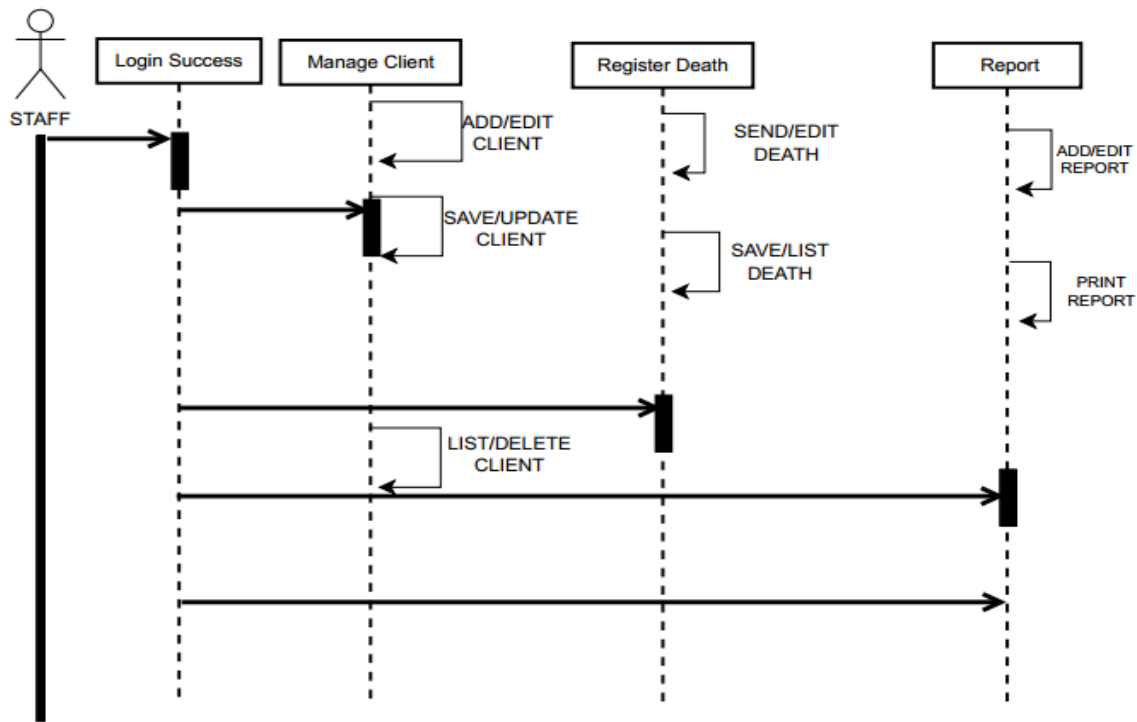 Login Success
Manage Client
Register Death
Report
STAFF
ADD/EDIT
CLIENT
SEND/EDIT
DEATH
ADD/EDIT
REPORT
SAVE/UPDATE
CLIENT
SAVE/LIST
DEATH
PRINT
REPORT
LIST/DELETE
CLIENT